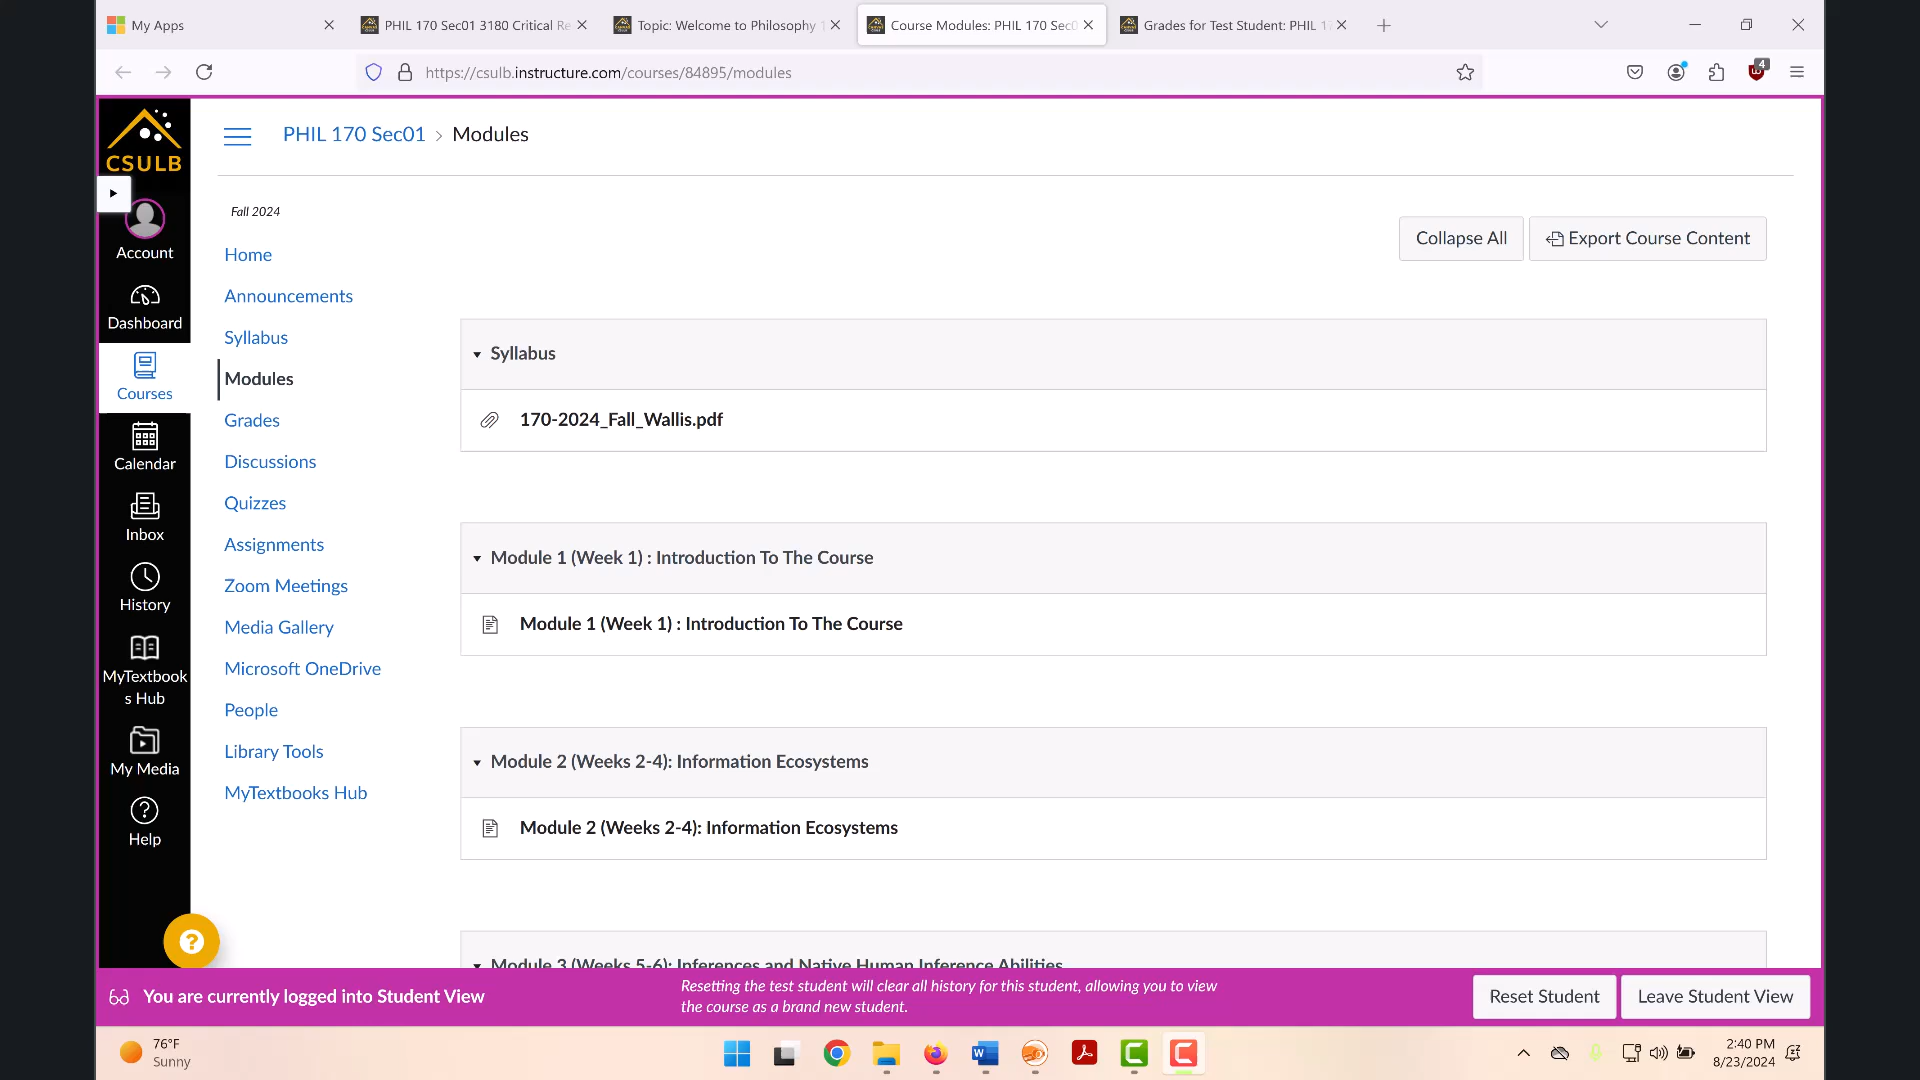 My Apps
PHIL 170 Sec01 3180 Critical Re
Topic: Welcome to Philosophy 1
Course Modules: PHIL 170 Sec0
Grades for Test Student: PHIL 17
https://csulb.instructure.com/courses/84895/modules
4
CSULB
PHIL 170 Sec01 > Modules
Fall 2024
Account
Dashboard
Courses
Calendar
Inbox
History
MyTextbook
s Hub
My Media
Help
Home
Announcements
Syllabus
Modules
Grades
Discussions
Quizzes
Assignments
Zoom Meetings
Media Gallery
Microsoft OneDrive
People
Library Tools
MyTextbooks Hub
Collapse All
Export Course Content
Syllabus
170-2024_Fall_Wallis.pdf
Module 1 (Week 1) : Introduction To The Course
Module 1 (Week 1) : Introduction To The Course
Module 2 (Weeks 2-4): Information Ecosystems
Module 2 (Weeks 2-4): Information Ecosystems
Module 3 (Weeks 5-6): Inferences and Native Human Inference Abilities
You are currently logged into Student View
Resetting the test student will clear all history for this student, allowing you to view
the course as a brand new student.
Reset Student
Leave Student View
76°F
Sunny
2:40 PM
8/23/2024